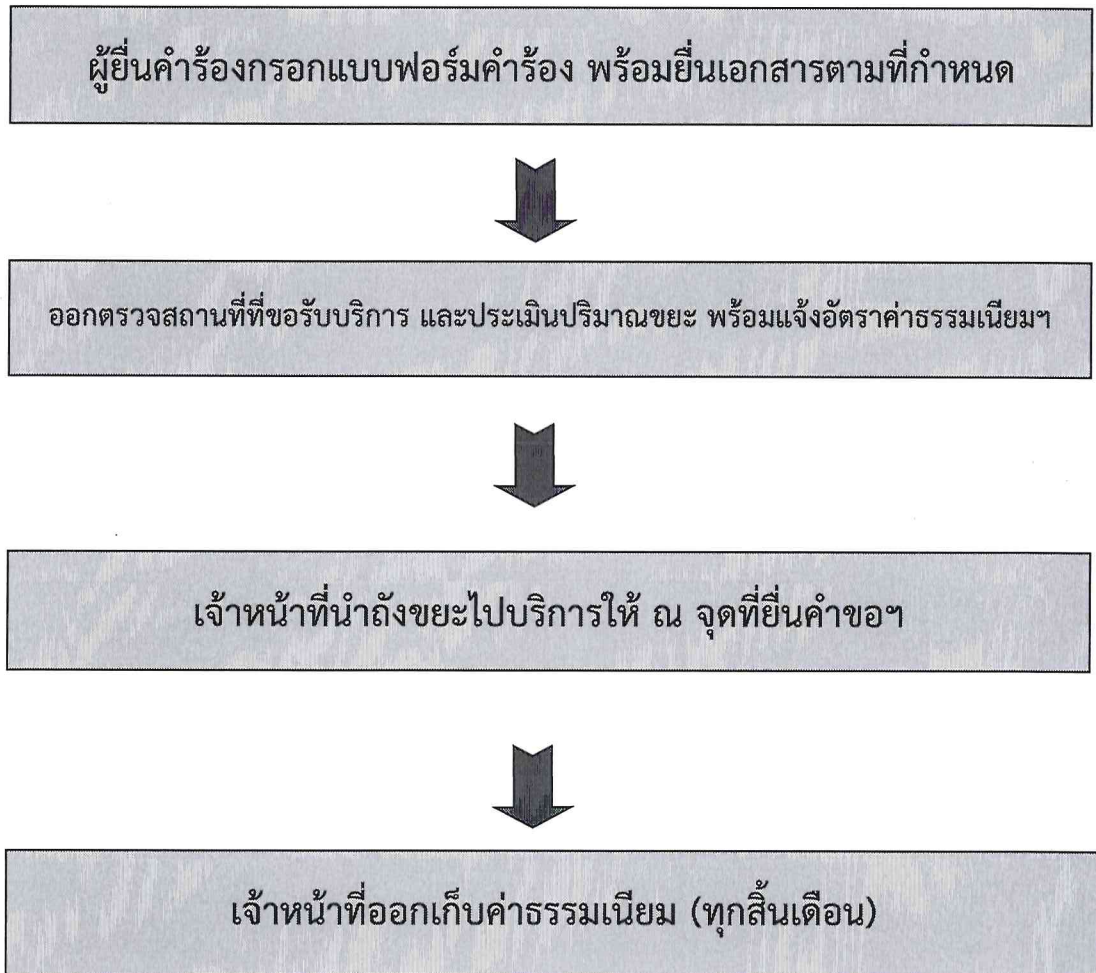 ผู้ยื่นคำร้องกรอกแบบฟอร์มคำร้อง พร้อมยื่นเอกสารตามที่กำหนด
ออกตรวจสถานที่ที่ขอรับบริการ และประเมินปริมาณขยะ พร้อมแจ้งอัตราค่าธรรมเนียมฯ
เจ้าหน้าที่นำถังขยะไปบริการให้ ณ จุดที่ยื่นคำขอฯ
เจ้าหน้าที่ออกเก็บค่าธรรมเนียม (ทุกสิ้นเดือน)